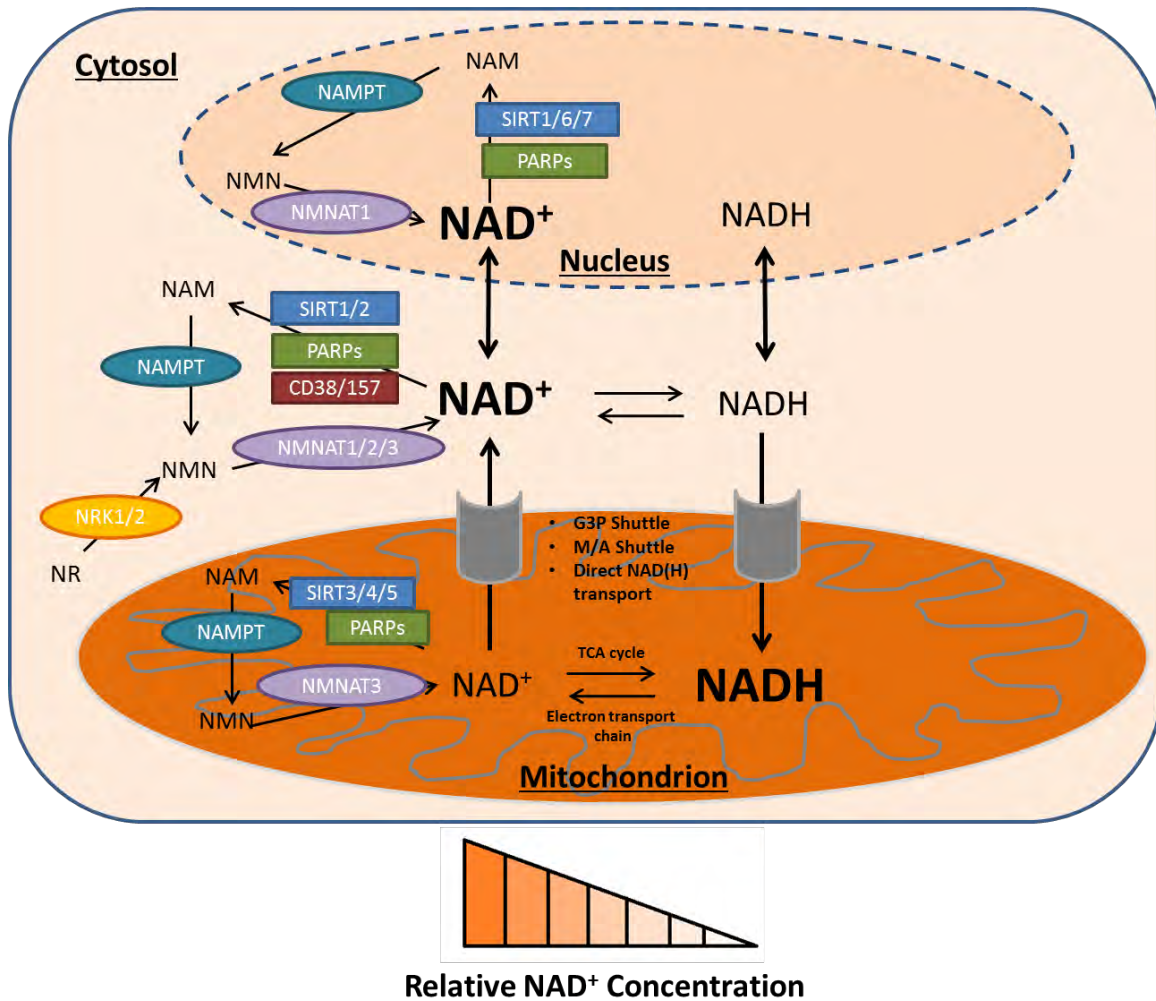 Cytosol
NAM
NAMPT
SIRT1/6/7
PARPs
NMN
NMNAT1
NAD⁺
NADH
Nucleus
NAM
SIRT1/2
NAMPT
PARPs
CD38/157
NAD⁺
NADH
NMNAT1/2/3
NMN
NRK1/2
NR
• G3P Shuttle
• M/A Shuttle
• Direct NAD(H)
transport
NAM
SIRT3/4/5
PARPs
NAMPT
NMNAT3
NMN
NAD⁺
TCA cycle
NADH
Electron transport
chain
Mitochondrion
Relative NAD⁺ Concentration